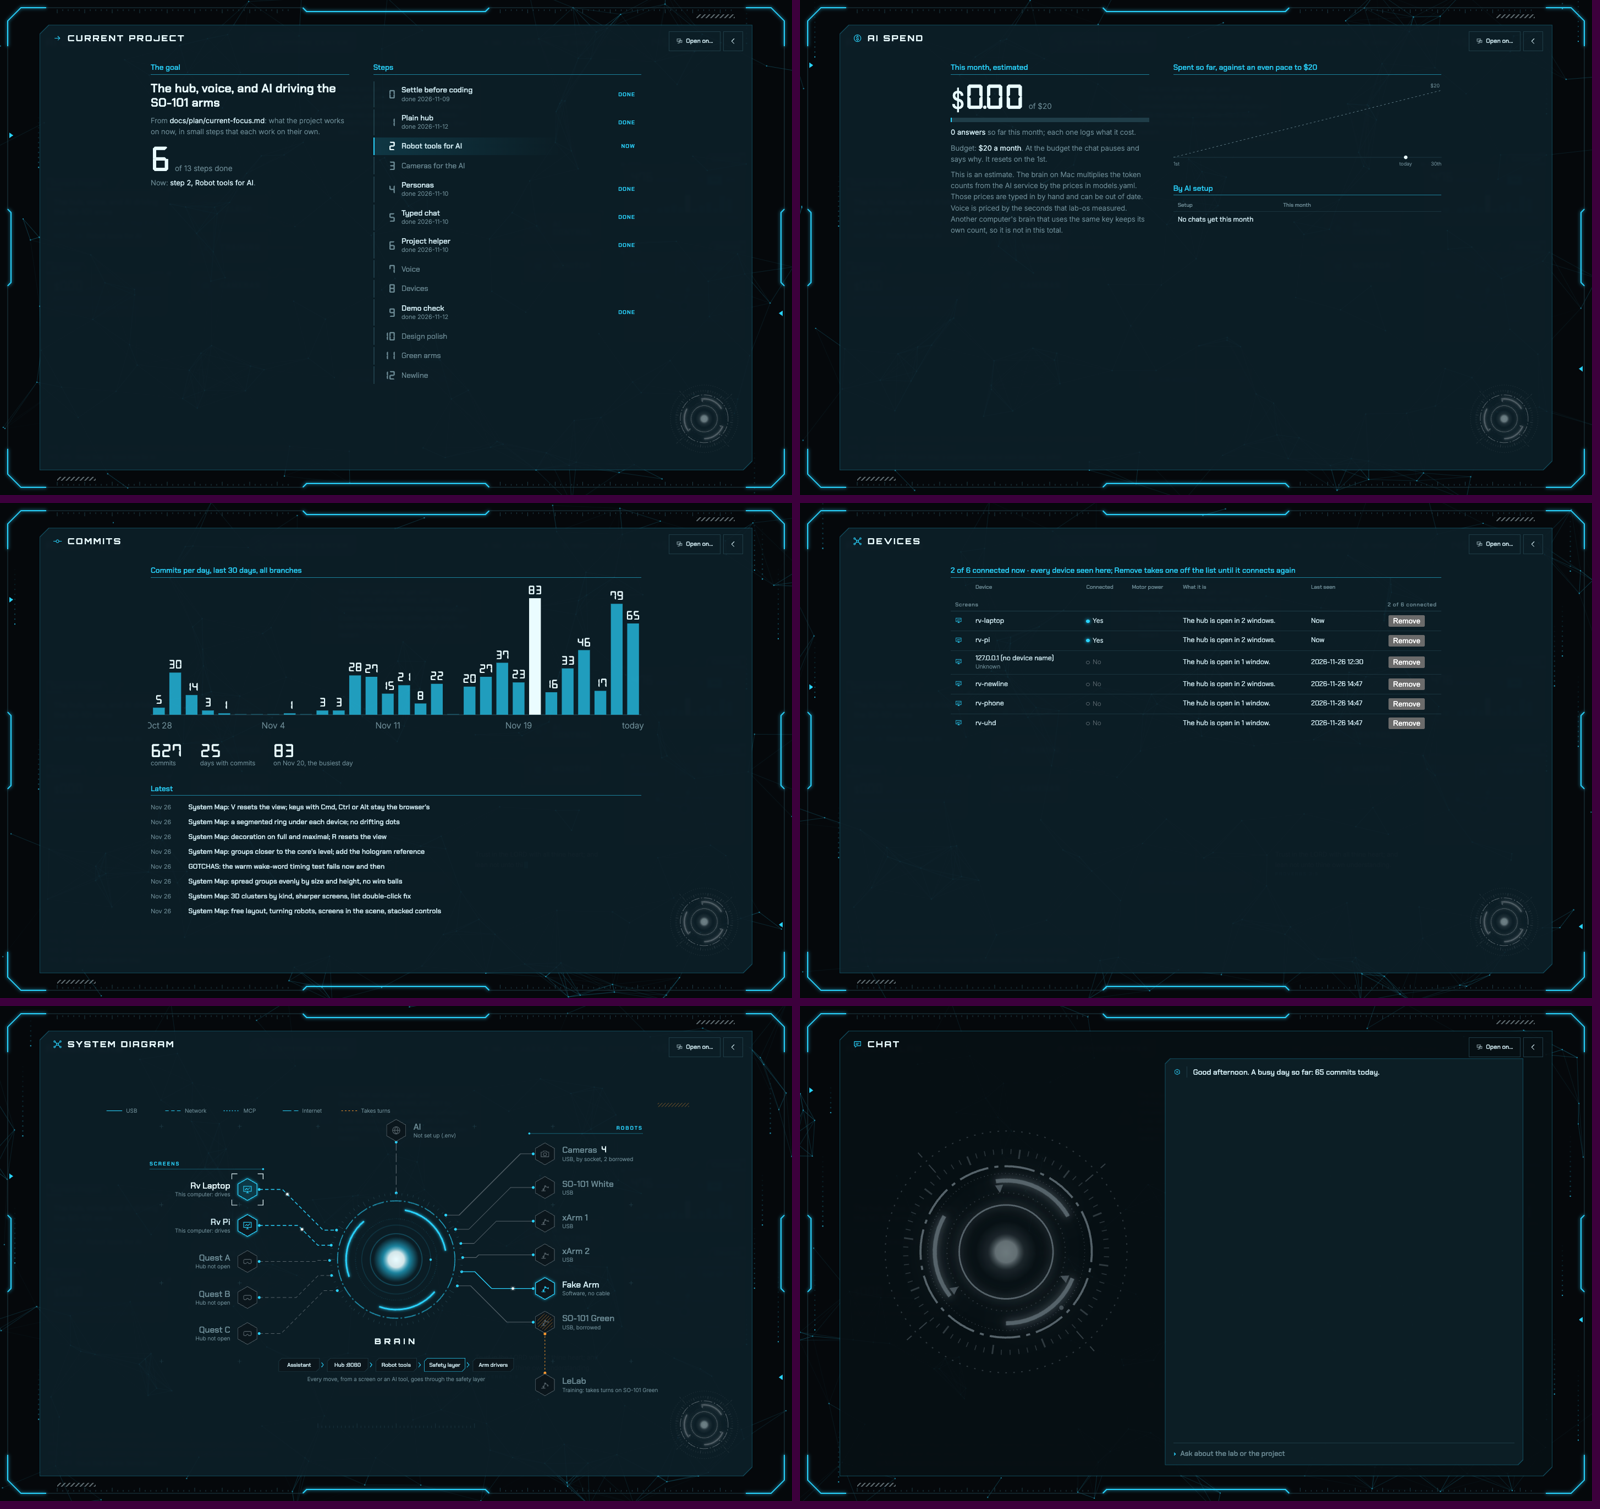 CURRENT PROJECT
Open on...
The goal
The hub, voice, and AI driving the
SO-101 arms
From docs/plan/current-focus.md: what the project works
on now, in small steps that each work on their own.
6 of 13 steps done
Now: step 2, Robot tools for AI.
Steps
0 Settle before coding DONE
done 2026-11-09
1 Plain hub DONE
done 2026-11-12
2 Robot tools for AI NOW
3 Cameras for the AI
4 Personas DONE
done 2026-11-10
5 Typed chat DONE
done 2026-11-10
6 Project helper DONE
done 2026-11-10
7 Voice
8 Devices
9 Demo check DONE
done 2026-11-12
10 Design polish
11 Green arms
12 Newline
AI SPEND
Open on...
This month, estimated
$0.00 of $20
0 answers so far this month; each one logs what it cost.
Budget: $20 a month. At the budget the chat pauses and
says why. It resets on the 1st.
This is an estimate. The brain on Mac multiplies the token
counts from the AI service by the prices in models.yaml.
Those prices are typed in by hand and can be out of date.
Voice is priced by the seconds that lab-os measured.
Another computer's brain that uses the same key keeps its
own count, so it is not in this total.
Spent so far, against an even pace to $20
$20
1st today 30th
By AI setup
Setup This month
No chats yet this month
COMMITS
Open on...
Commits per day, last 30 days, all branches
5 30 14 3 1 1 3 3 28 27 15 21 8 22 20 27 37 23 83 16 33 46 17 79 65
Oct 28 Nov 4 Nov 11 Nov 19 today
627 25 83
commits days with commits on Nov 20, the busiest day
Latest
Nov 26 System Map: V resets the view; keys with Cmd, Ctrl or Alt stay the browser's
Nov 26 System Map: a segmented ring under each device; no drifting dots
Nov 26 System Map: decoration on full and maximal; R resets the view
Nov 26 System Map: groups closer to the core's level; add the hologram reference
Nov 26 GOTCHAS: the warm wake-word timing test fails now and then
Nov 26 System Map: spread groups evenly by size and height, no wire balls
Nov 26 System Map: 3D clusters by kind, sharper screens, list double-click fix
Nov 26 System Map: free layout, turning robots, screens in the scene, stacked controls
DEVICES
Open on...
2 of 6 connected now · every device seen here; Remove takes one off the list until it connects again
Device Connected Motor power What it is Last seen
Screens 2 of 6 connected
rv-laptop Yes The hub is open in 2 windows. Now Remove
rv-pi Yes The hub is open in 2 windows. Now Remove
127.0.0.1 (no device name) No The hub is open in 1 window. 2026-11-26 12:30 Remove
Unknown
rv-newline No The hub is open in 2 windows. 2026-11-26 14:47 Remove
rv-phone No The hub is open in 1 window. 2026-11-26 14:47 Remove
rv-uhd No The hub is open in 1 window. 2026-11-26 14:47 Remove
SYSTEM DIAGRAM
Open on...
USB Network MCP Internet Takes turns
AI
Not set up (.env)
SCREENS
Rv Laptop
This computer: drives
Rv Pi
This computer: drives
Quest A
Hub not open
Quest B
Hub not open
Quest C
Hub not open
ROBOTS
Cameras 4
USB, by socket, 2 borrowed
SO-101 White
USB
xArm 1
USB
xArm 2
USB
Fake Arm
Software, no cable
SO-101 Green
USB, borrowed
LeLab
Training: takes turns on SO-101 Green
BRAIN
Assistant Hub :8080 Robot tools Safety layer Arm drivers
Every move, from a screen or an AI tool, goes through the safety layer
CHAT
Open on...
Good afternoon. A busy day so far: 65 commits today.
Ask about the lab or the project